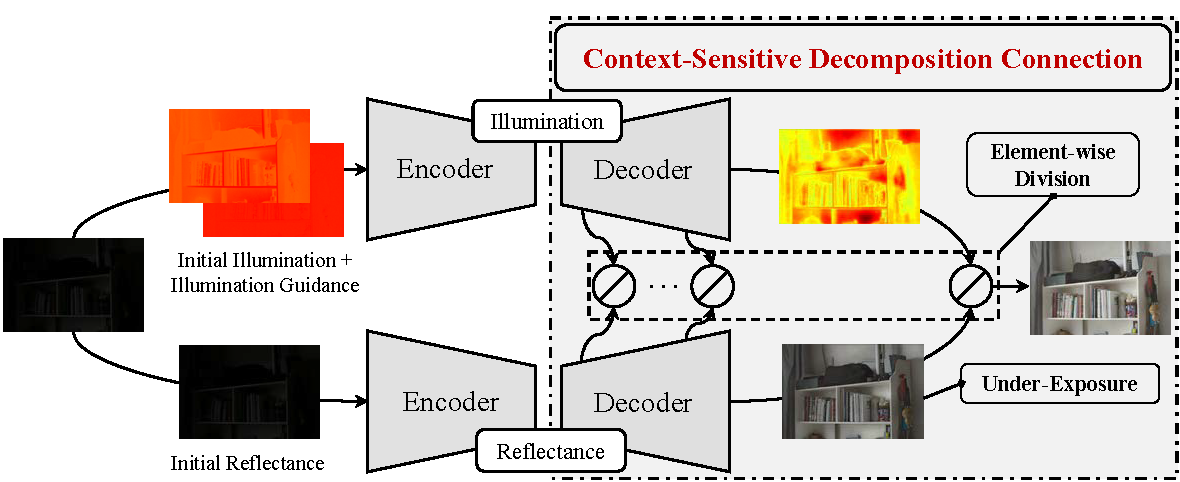 Context-Sensitive Decomposition Connection
Illumination
Encoder
Decoder
Element-wise
Division
Initial Illumination +
Illumination Guidance
. . .
Under-Exposure
Encoder
Decoder
Reflectance
Initial Reflectance